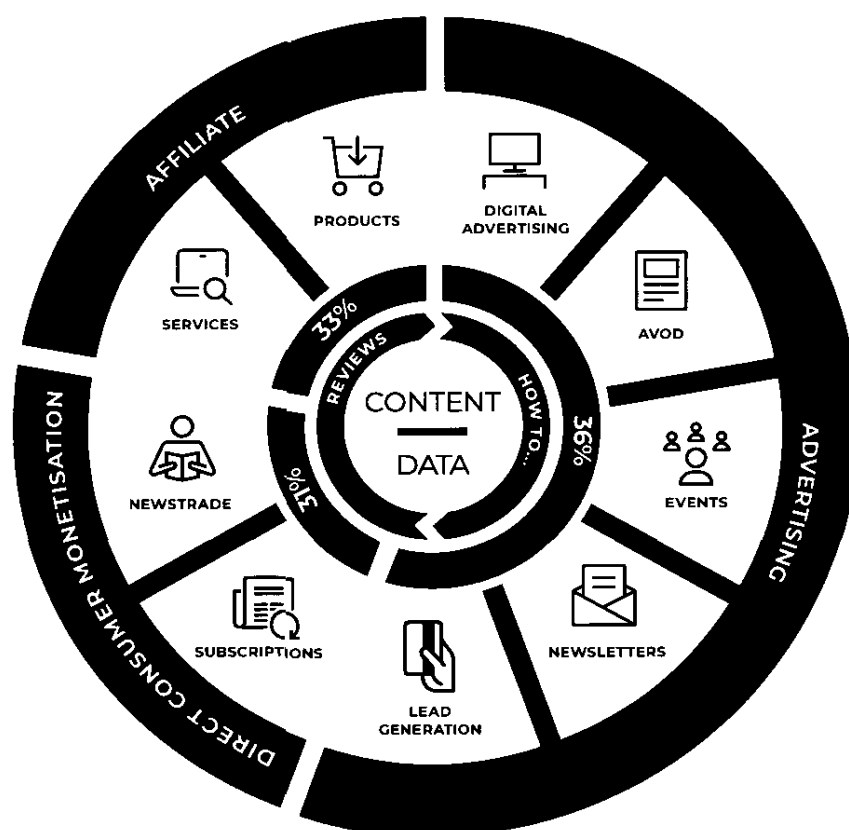 AFFILIATE
PRODUCTS
DIGITAL
ADVERTISING
SERVICES
AVOD
33%
REVIEWS
HOW TO...
CONTENT
DATA
36%
31%
ADVERTISING
DIRECT CONSUMER MONETISATION
NEWSTRADE
EVENTS
SUBSCRIPTIONS
NEWSLETTERS
LEAD
GENERATION